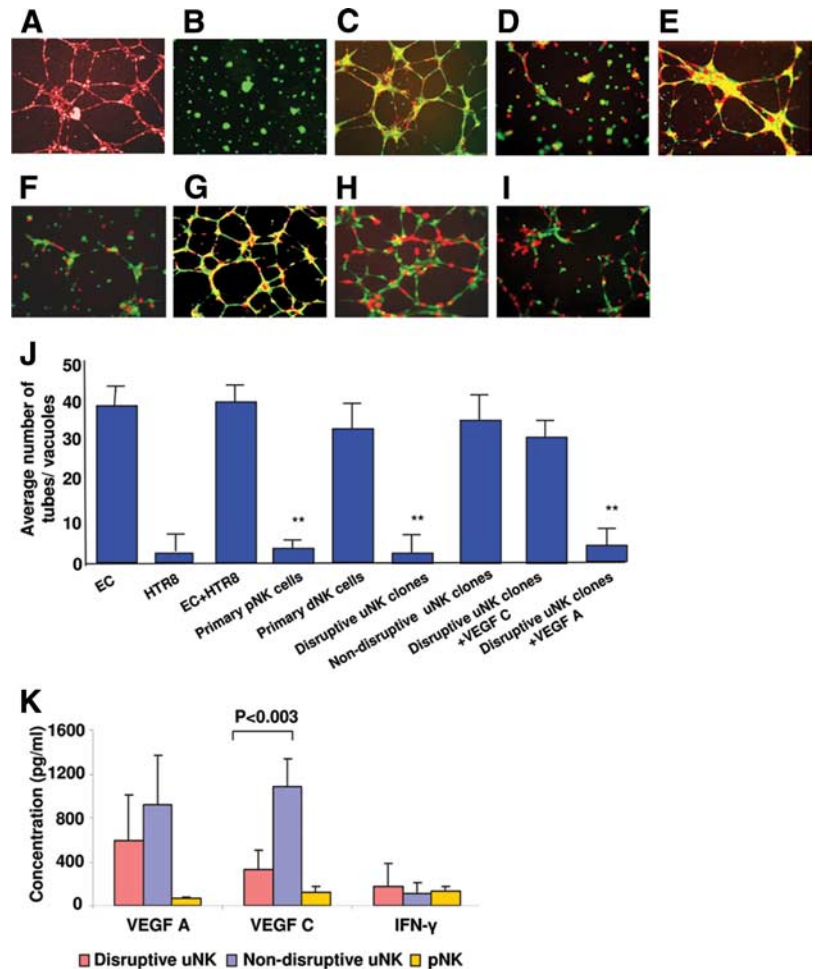 A B C D E
F G H I
J
Average number of
tubes/ vacuoles
50
40
30
20
10
0
**
**
**
EC
HTR8
EC+HTR8
Primary pNK cells
Primary dNK cells
Disruptive uNK clones
Non-disruptive uNK clones
Disruptive uNK clones
+VEGF C
Disruptive uNK clones
+VEGF A
K
P<0.003
Concentration (pg/ml)
1600
1200
800
400
0
VEGF A VEGF C IFN-γ
Disruptive uNK Non-disruptive uNK pNK